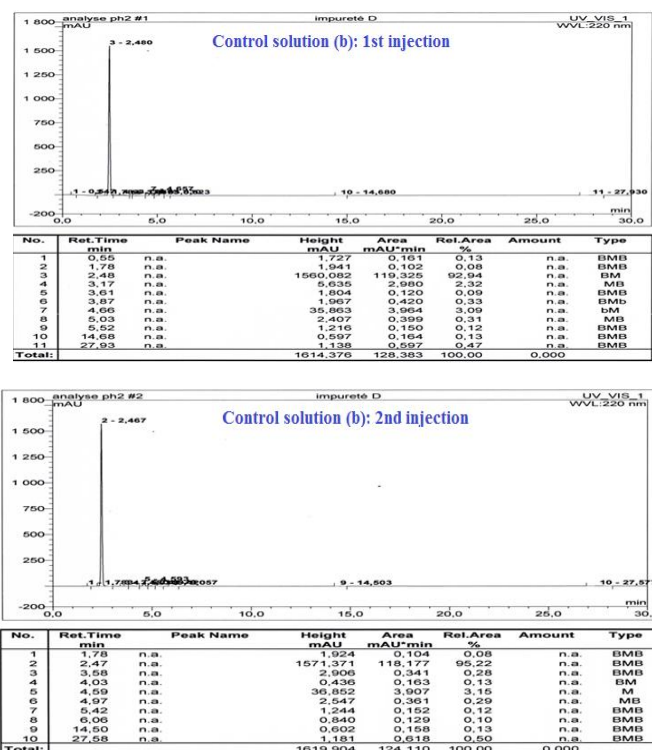 analyse ph2 #1 impureté D UV_VIS_1
1 800 mAU WVL:220 nm
Control solution (b): 1st injection
3 - 2,480
1 500
1 250
1 000
750
500
250
10 - 14,680 11 - 27,930
-200 min
0,0 5,0 10,0 15,0 20,0 25,0 30,0
No. Ret.Time Peak Name Height Area Rel.Area Amount Type
min mAU mAU*min %
1 0,55 n.a. 1,727 0,161 0,13 n.a. BMB
2 1,78 n.a. 1,941 0,102 0,08 n.a. BMB
3 2,48 n.a. 1560,082 119,325 92,94 n.a. BM
4 3,17 n.a. 5,635 2,980 2,32 n.a. MB
5 3,61 n.a. 1,804 0,120 0,09 n.a. BMB
6 3,87 n.a. 1,967 0,420 0,33 n.a. BMb
7 4,66 n.a. 35,863 3,964 3,09 n.a. bM
8 5,03 n.a. 2,407 0,399 0,31 n.a. MB
9 5,52 n.a. 1,216 0,150 0,12 n.a. BMB
10 14,68 n.a. 0,597 0,164 0,13 n.a. BMB
11 27,93 n.a. 1,138 0,597 0,47 n.a. BMB
Total: 1614,376 128,383 100,00 0,000
analyse ph2 #2 impureté D UV_VIS_1
1 800 mAU WVL:220 nm
Control solution (b): 2nd injection
2 - 2,467
1 500
1 250
1 000
750
500
250
9 - 14,503 10 - 27,57
-200 min
0,0 5,0 10,0 15,0 20,0 25,0 30,
No. Ret.Time Peak Name Height Area Rel.Area Amount Type
min mAU mAU*min %
1 1,78 n.a. 1,924 0,104 0,08 n.a. BMB
2 2,47 n.a. 1571,371 118,177 95,22 n.a. BMB
3 3,58 n.a. 2,906 0,341 0,28 n.a. BMB
4 4,03 n.a. 0,436 0,163 0,13 n.a. BM
5 4,59 n.a. 36,852 3,907 3,15 n.a. M
6 4,97 n.a. 2,547 0,361 0,29 n.a. MB
7 5,42 n.a. 1,244 0,152 0,12 n.a. BMB
8 6,06 n.a. 0,840 0,129 0,10 n.a. BMB
9 14,50 n.a. 0,602 0,158 0,13 n.a. BMB
10 27,58 n.a. 1,181 0,618 0,50 n.a. BMB
Total: 1619,904 124,110 100,00 0,000